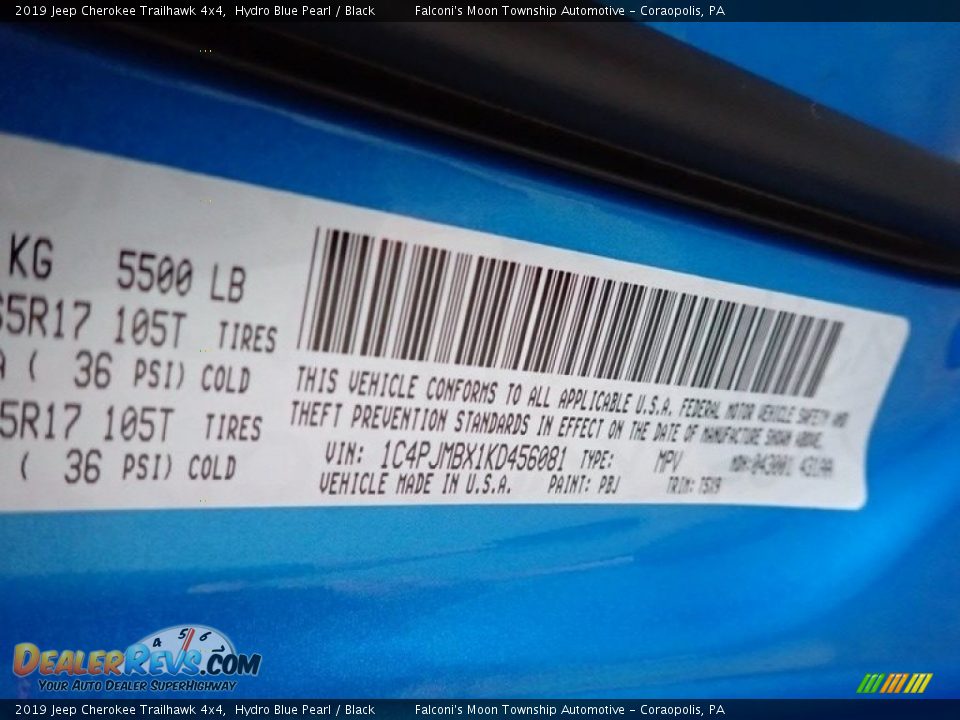 2019 Jeep Cherokee Trailhawk 4x4,  Hydro Blue Pearl / Black          Falconi's Moon Township Automotive - Coraopolis, PA
KG 5500 LB
5R17 105T TIRES
( 36 PSI) COLD
5R17 105T TIRES
( 36 PSI) COLD
THIS VEHICLE CONFORMS TO ALL APPLICABLE U.S.A. FEDERAL MOTOR VEHICLE SAFETY AND
THEFT PREVENTION STANDARDS IN EFFECT ON THE DATE OF MANUFACTURE SHOWN ABOVE.
VIN: 1C4PJMBX1KD456081 TYPE: MPV
VEHICLE MADE IN U.S.A. PAINT: PBJ TRIM:
4 5 6
DEALERREVS.COM
YOUR AUTO DEALER SUPERHIGHWAY
2019 Jeep Cherokee Trailhawk 4x4,  Hydro Blue Pearl / Black          Falconi's Moon Township Automotive - Coraopolis, PA